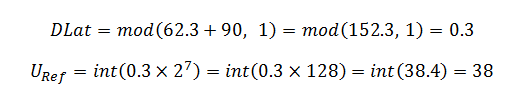 DLat = mod(62.3 + 90, 1) = mod(152.3, 1) = 0.3
U_Ref = int(0.3 × 2^7) = int(0.3 × 128) = int(38.4) = 38